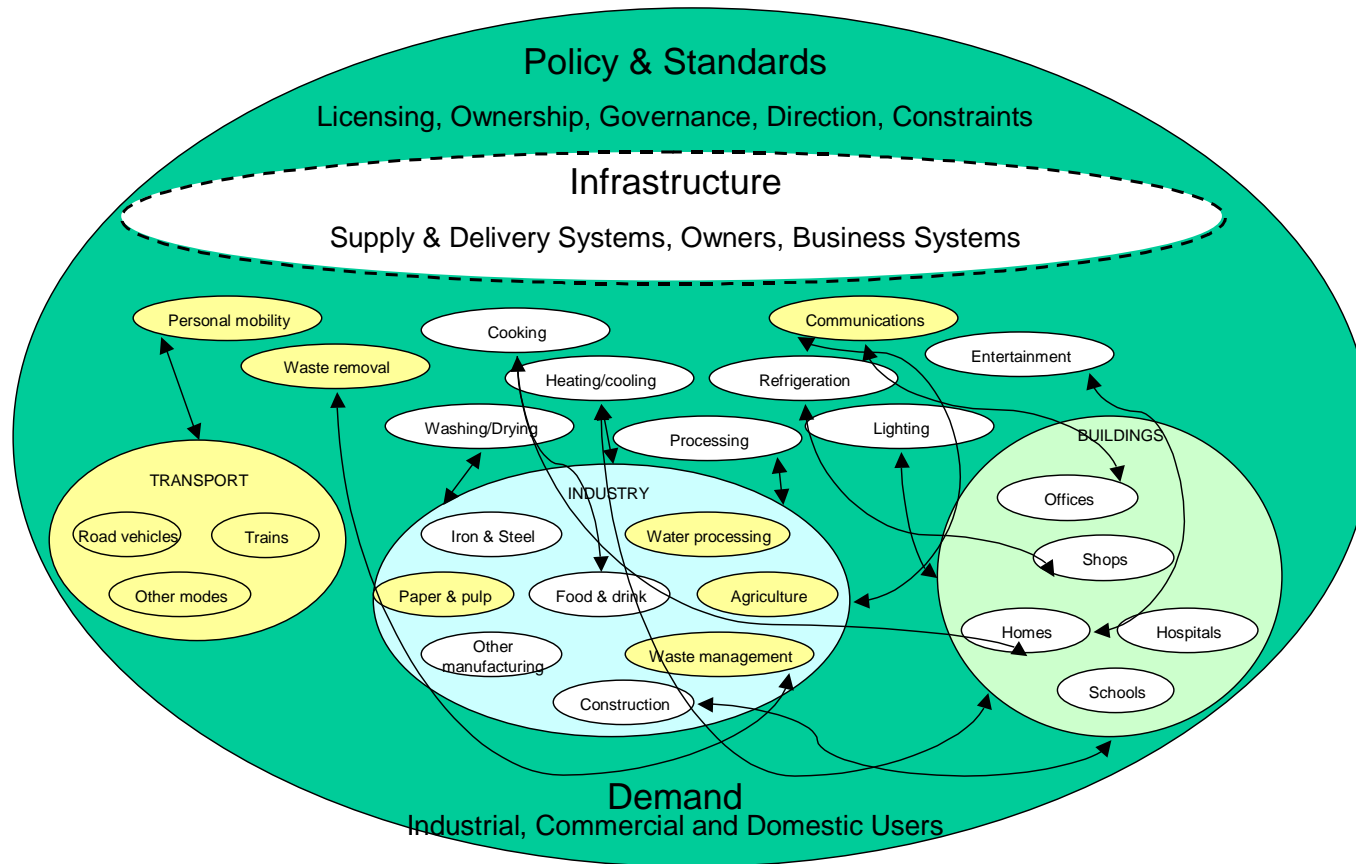 Policy & Standards
Licensing, Ownership, Governance, Direction, Constraints
Infrastructure
Supply & Delivery Systems, Owners, Business Systems
Personal mobility
Cooking
Communications
Waste removal
Heating/cooling
Refrigeration
Entertainment
Washing/Drying
Processing
Lighting
TRANSPORT
Road vehicles
Trains
Other modes
INDUSTRY
Iron & Steel
Water processing
Paper & pulp
Food & drink
Agriculture
Other
manufacturing
Waste management
Construction
BUILDINGS
Offices
Shops
Homes
Hospitals
Schools
Demand
Industrial, Commercial and Domestic Users